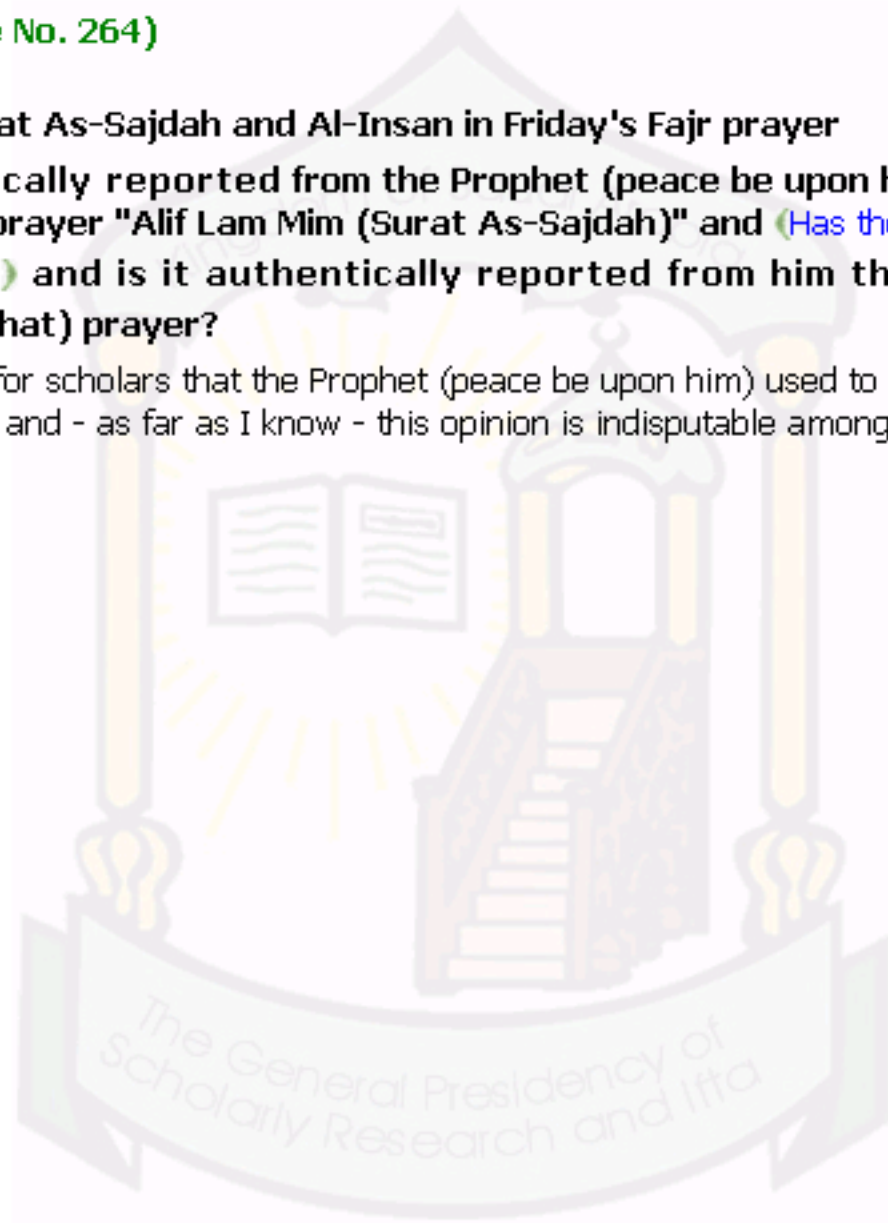 No. 264)
at As-Sajdah and Al-Insan in Friday's Fajr prayer
cally reported from the Prophet (peace be upon h
prayer "Alif Lam Mim (Surat As-Sajdah)" and (Has the
) and is it authentically reported from him th
hat) prayer?
for scholars that the Prophet (peace be upon him) used to
and - as far as I know - this opinion is indisputable among
The General Presidency of
Scholarly Research and Ifta